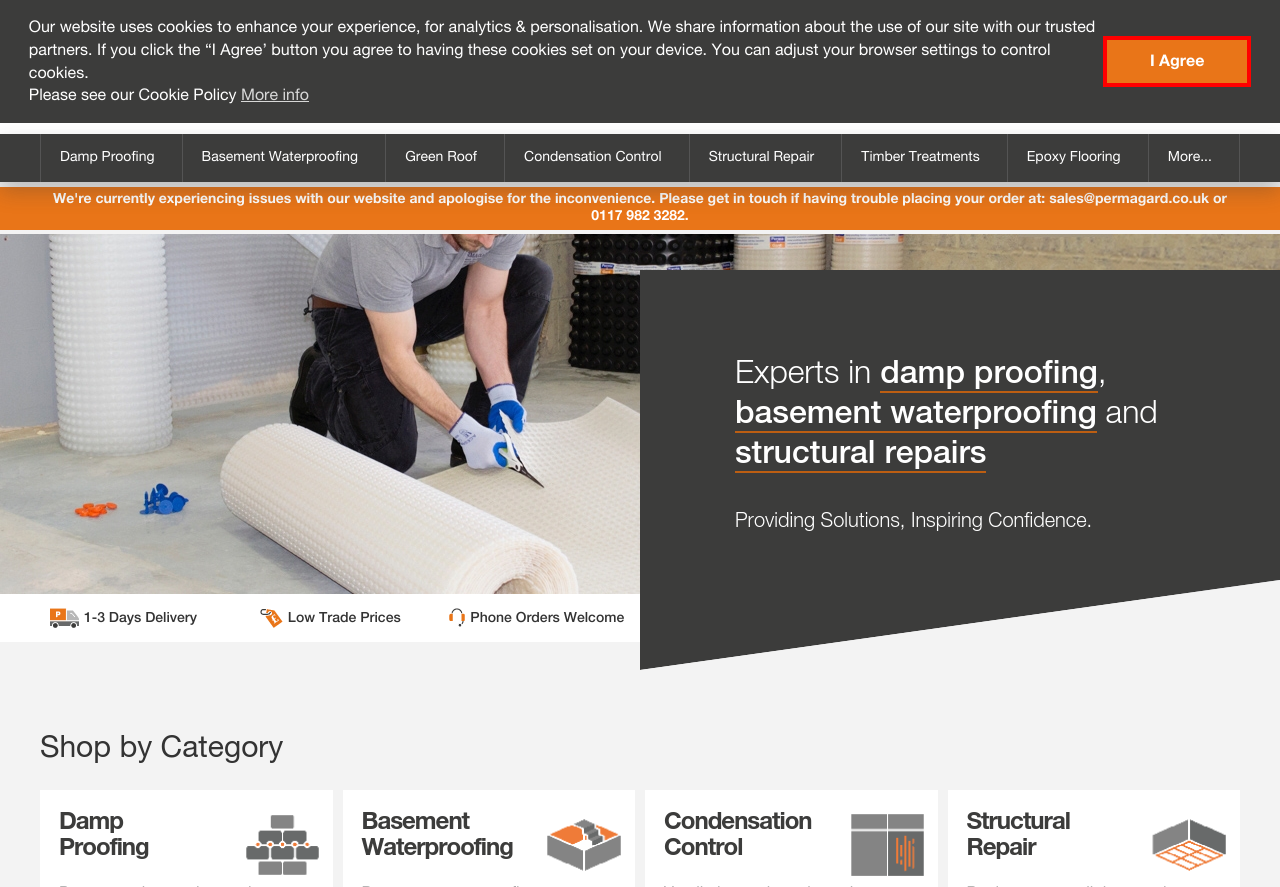 Our website uses cookies to enhance your experience, for analytics & personalisation. We share information about the use of our site with our trusted
partners. If you click the “I Agree’ button you agree to having these cookies set on your device. You can adjust your browser settings to control
cookies.
Please see our Cookie Policy More info
I Agree
Damp Proofing
Basement Waterproofing
Green Roof
Condensation Control
Structural Repair
Timber Treatments
Epoxy Flooring
More...
We're currently experiencing issues with our website and apologise for the inconvenience. Please get in touch if having trouble placing your order at: sales@permagard.co.uk or
0117 982 3282.
Experts in damp proofing,
basement waterproofing and
structural repairs
Providing Solutions, Inspiring Confidence.
1-3 Days Delivery
Low Trade Prices
Phone Orders Welcome
Shop by Category
Damp
Proofing
Basement
Waterproofing
Condensation
Control
Structural
Repair